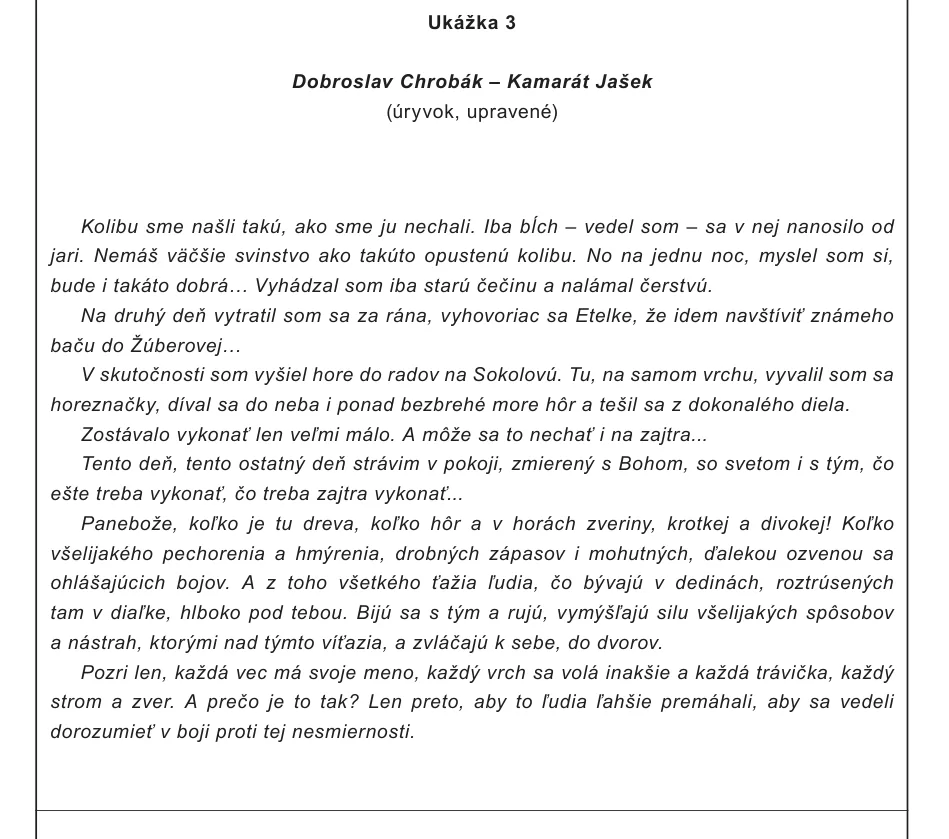 Ukážka 3
Dobroslav Chrobák – Kamarát Jašek
(úryvok, upravené)
Kolibu sme našli takú, ako sme ju nechali. Iba bĺch – vedel som – sa v nej nanosilo od
jari. Nemáš väčšie svinstvo ako takúto opustenú kolibu. No na jednu noc, myslel som si,
bude i takáto dobrá… Vyhádzal som iba starú čečinu a nalámal čerstvú.
Na druhý deň vytratil som sa za rána, vyhovoriac sa Etelke, že idem navštíviť známeho
baču do Žúberovej…
V skutočnosti som vyšiel hore do radov na Sokolovú. Tu, na samom vrchu, vyvalil som sa
horeznačky, díval sa do neba i ponad bezbrehé more hôr a tešil sa z dokonalého diela.
Zostávalo vykonať len veľmi málo. A môže sa to nechať i na zajtra...
Tento deň, tento ostatný deň strávim v pokoji, zmierený s Bohom, so svetom i s tým, čo
ešte treba vykonať, čo treba zajtra vykonať...
Panebože, koľko je tu dreva, koľko hôr a v horách zveriny, krotkej a divokej! Koľko
všelijakého pechorenia a hmýrenia, drobných zápasov i mohutných, ďalekou ozvenou sa
ohlášajúcich bojov. A z toho všetkého ťažia ľudia, čo bývajú v dedinách, roztrúsených
tam v diaľke, hlboko pod tebou. Bijú sa s tým a rujú, vymýšľajú silu všelijakých spôsobov
a nástrah, ktorými nad týmto víťazia, a zvláčajú k sebe, do dvorov.
Pozri len, každá vec má svoje meno, každý vrch sa volá inakšie a každá trávička, každý
strom a zver. A prečo je to tak? Len preto, aby to ľudia ľahšie premáhali, aby sa vedeli
dorozumieť v boji proti tej nesmiernosti.